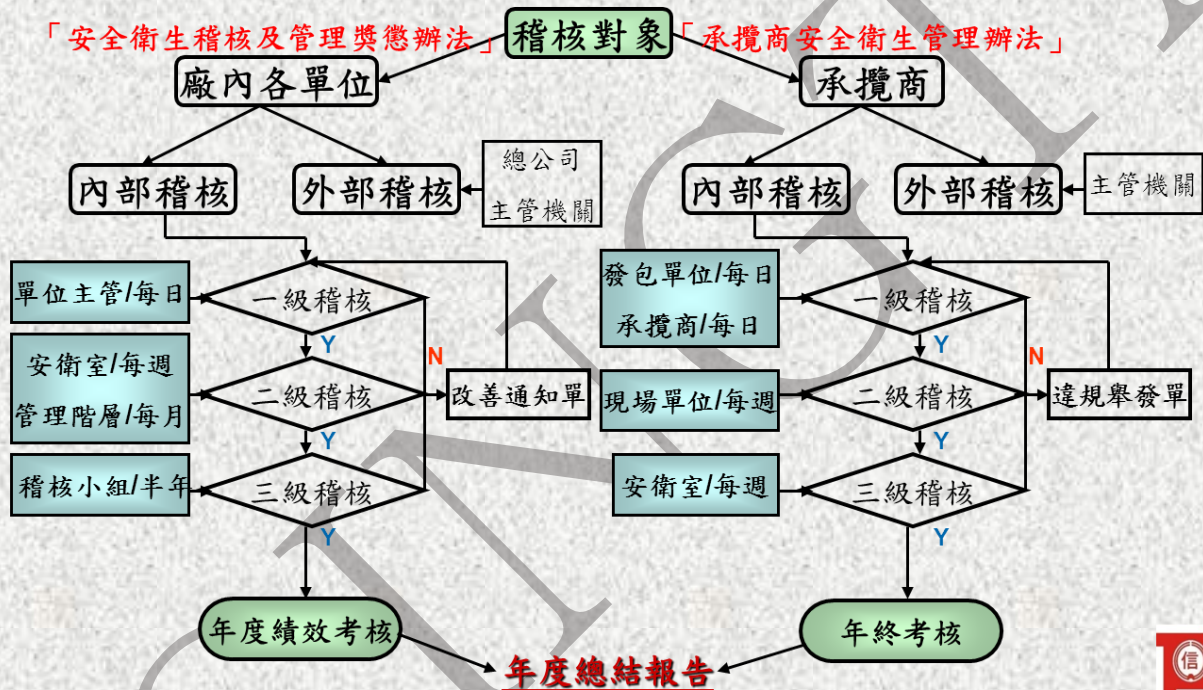 「安全衛生稽核及管理獎懲辦法」
稽核對象
「承攬商安全衛生管理辦法」
廠內各單位
承攬商
內部稽核
外部稽核
總公司
主管機關
內部稽核
外部稽核
主管機關
單位主管/每日
一級稽核
Y
安衛室/每週
管理階層/每月
二級稽核
N
改善通知單
Y
稽核小組/半年
三級稽核
Y
年度績效考核
發包單位/每日
承攬商/每日
一級稽核
Y
現場單位/每週
二級稽核
N
違規舉發單
Y
安衛室/每週
三級稽核
Y
年終考核
年度總結報告
信